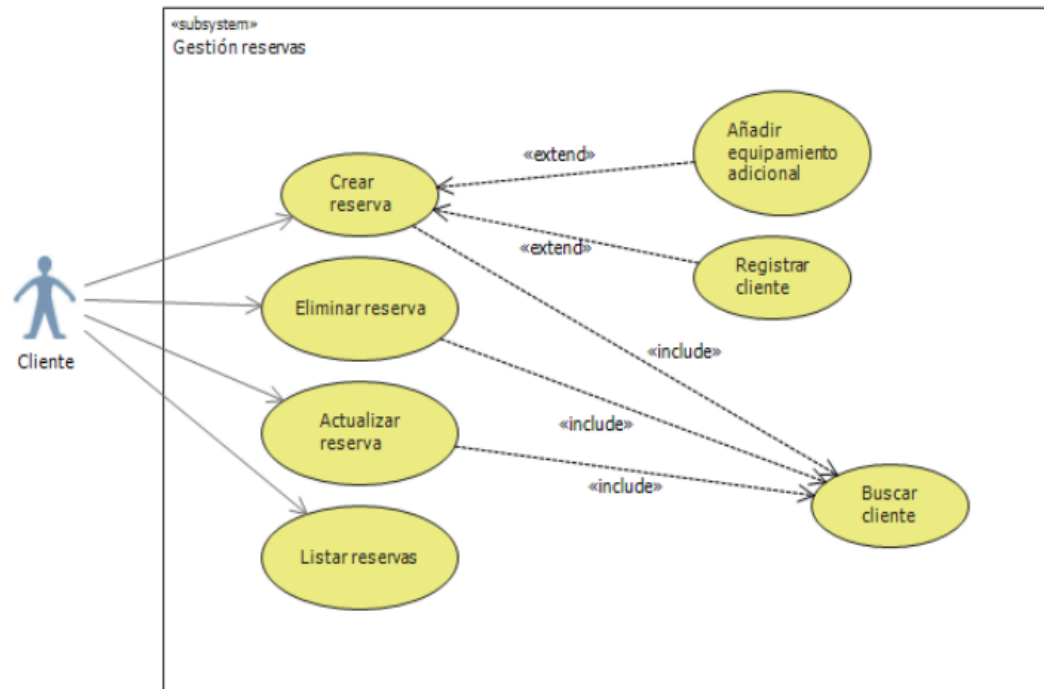 «subsystem»
Gestión reservas
Añadir
equipamiento
adicional
«extend»
Crear
reserva
«extend»
Registrar
cliente
Eliminar reserva
Cliente
«include»
Actualizar
reserva
«include»
«include»
Buscar
cliente
Listar reservas